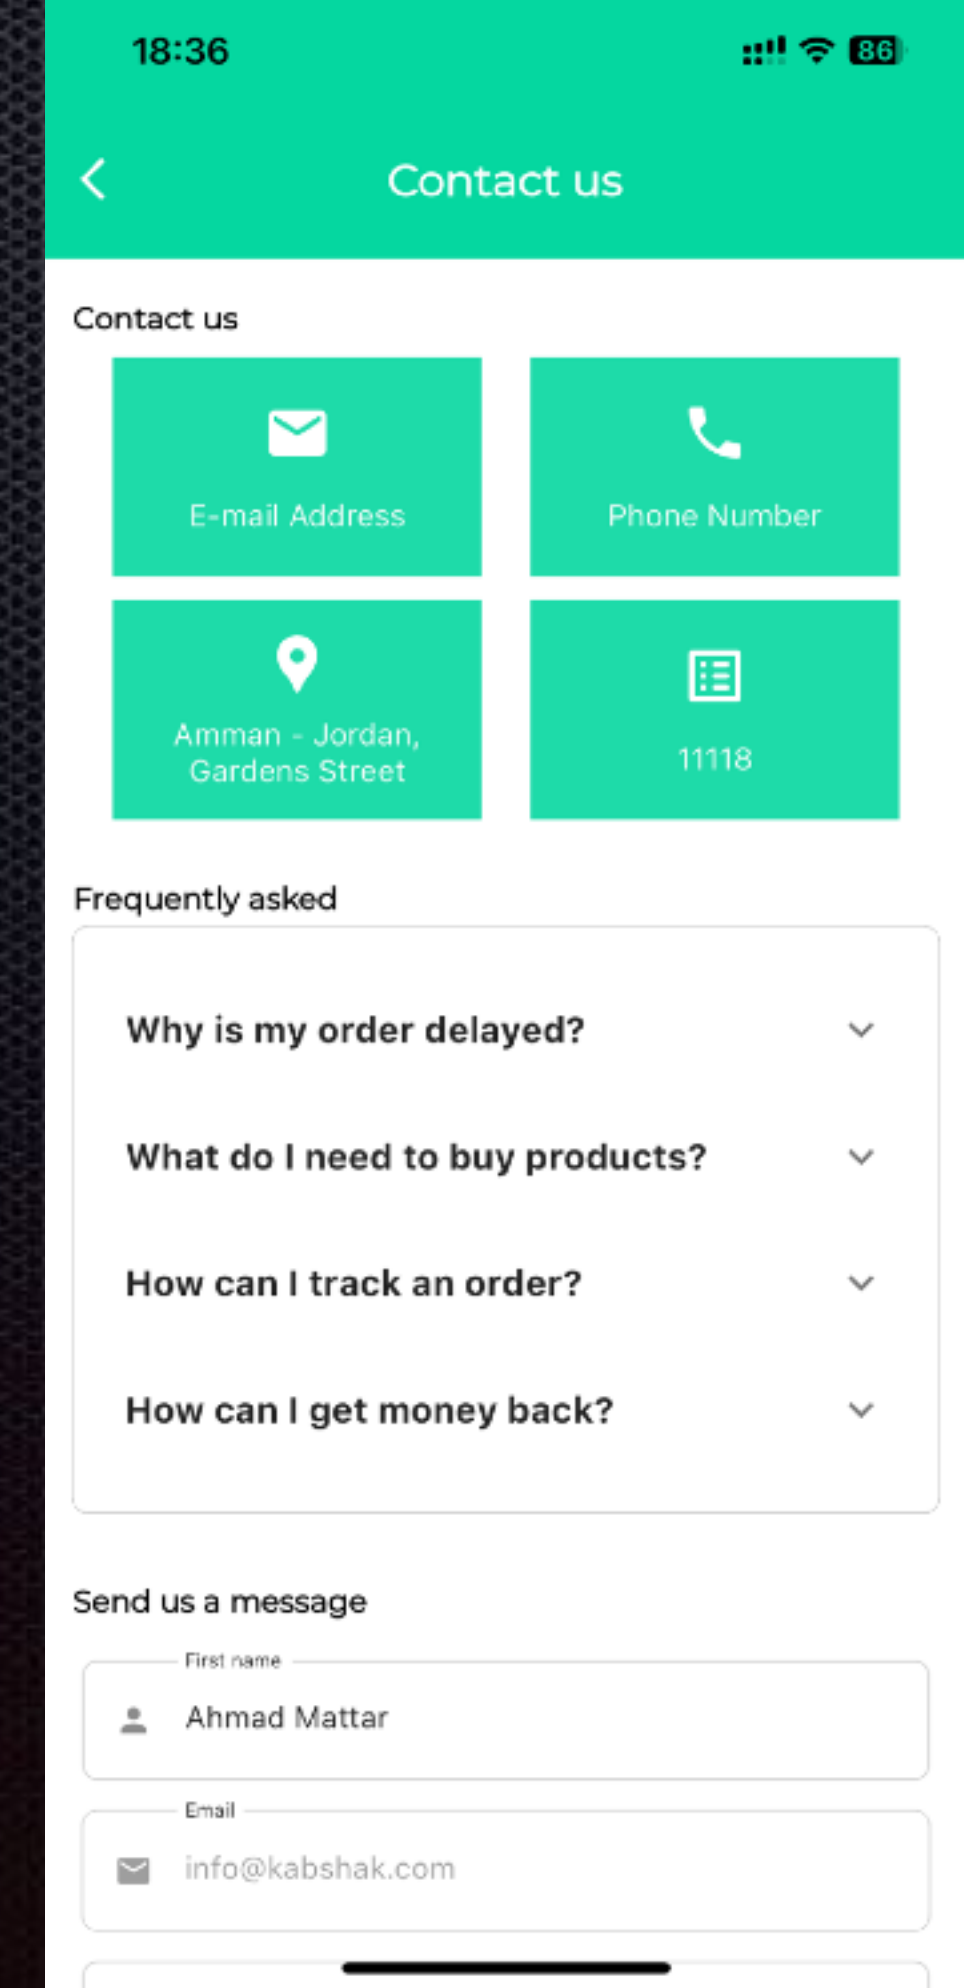 18:36
86
Contact us
Contact us
E-mail Address
Phone Number
Amman - Jordan,
Gardens Street
11118
Frequently asked
Why is my order delayed?
What do I need to buy products?
How can I track an order?
How can I get money back?
Send us a message
First name
Ahmad Mattar
Email
info@kabshak.com